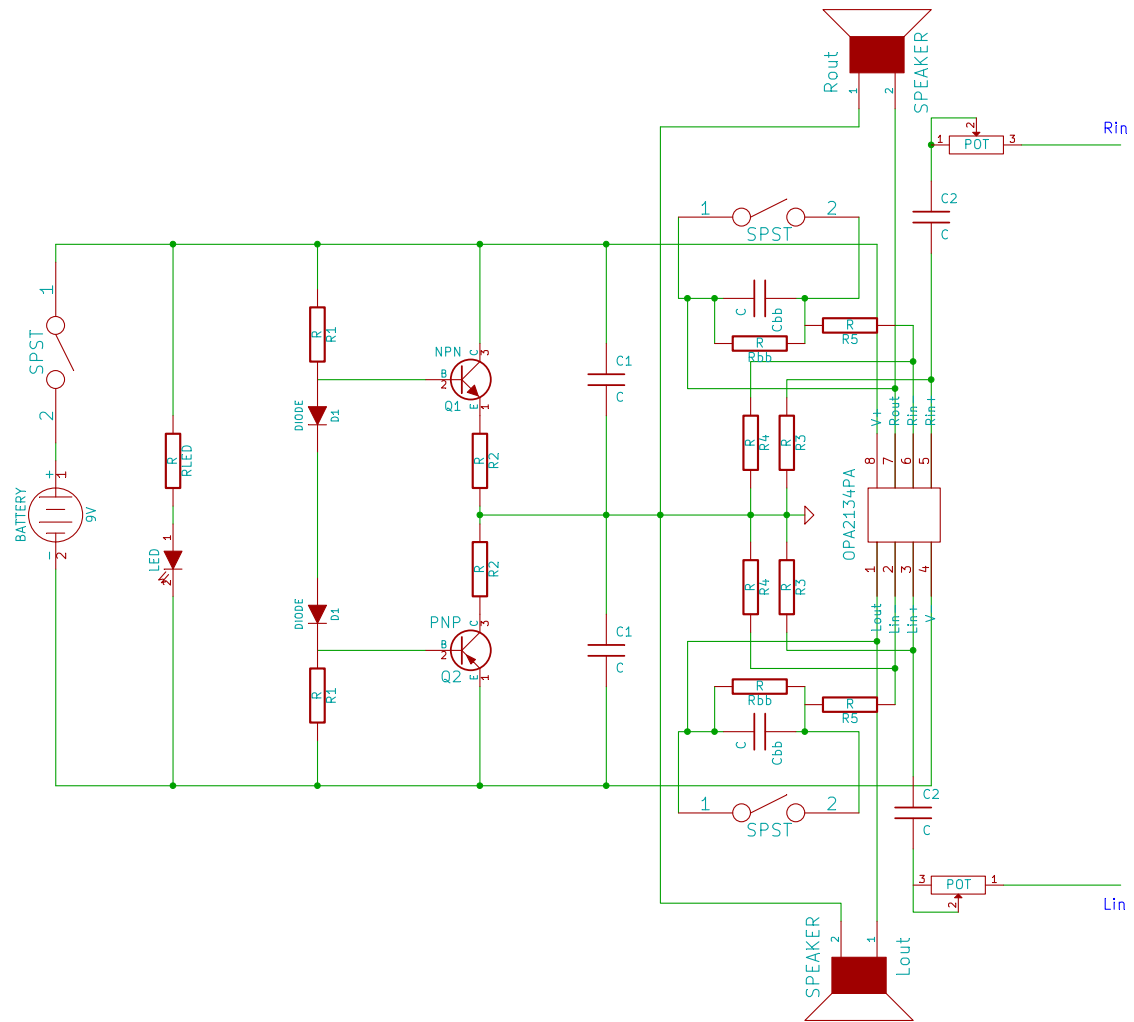 Rout
1
2
SPEAKER
Rin
2
1
POT
3
C2
C
1
2
SPST
1
SPST
2
C
Cbb
R
Rbb
R
R5
R
R1
NPN
B
2
C
3
E
1
Q1
C1
C
DIODE
D1
R
RLED
R
R2
R
R4
R
R3
V+
Rout
Rin-
Rin+
8
7
6
5
BATTERY
+
1
9V
-
2
OPA2134PA
LED
1
2
R
R2
R
R4
R
R3
1
2
3
4
Lout
Lin-
Lin+
V-
DIODE
D1
PNP
B
2
C
3
E
1
Q2
C1
C
R
R1
R
Rbb
R
R5
C
Cbb
1
2
SPST
C2
C
3
POT
1
2
Lin
SPEAKER
2
1
Lout